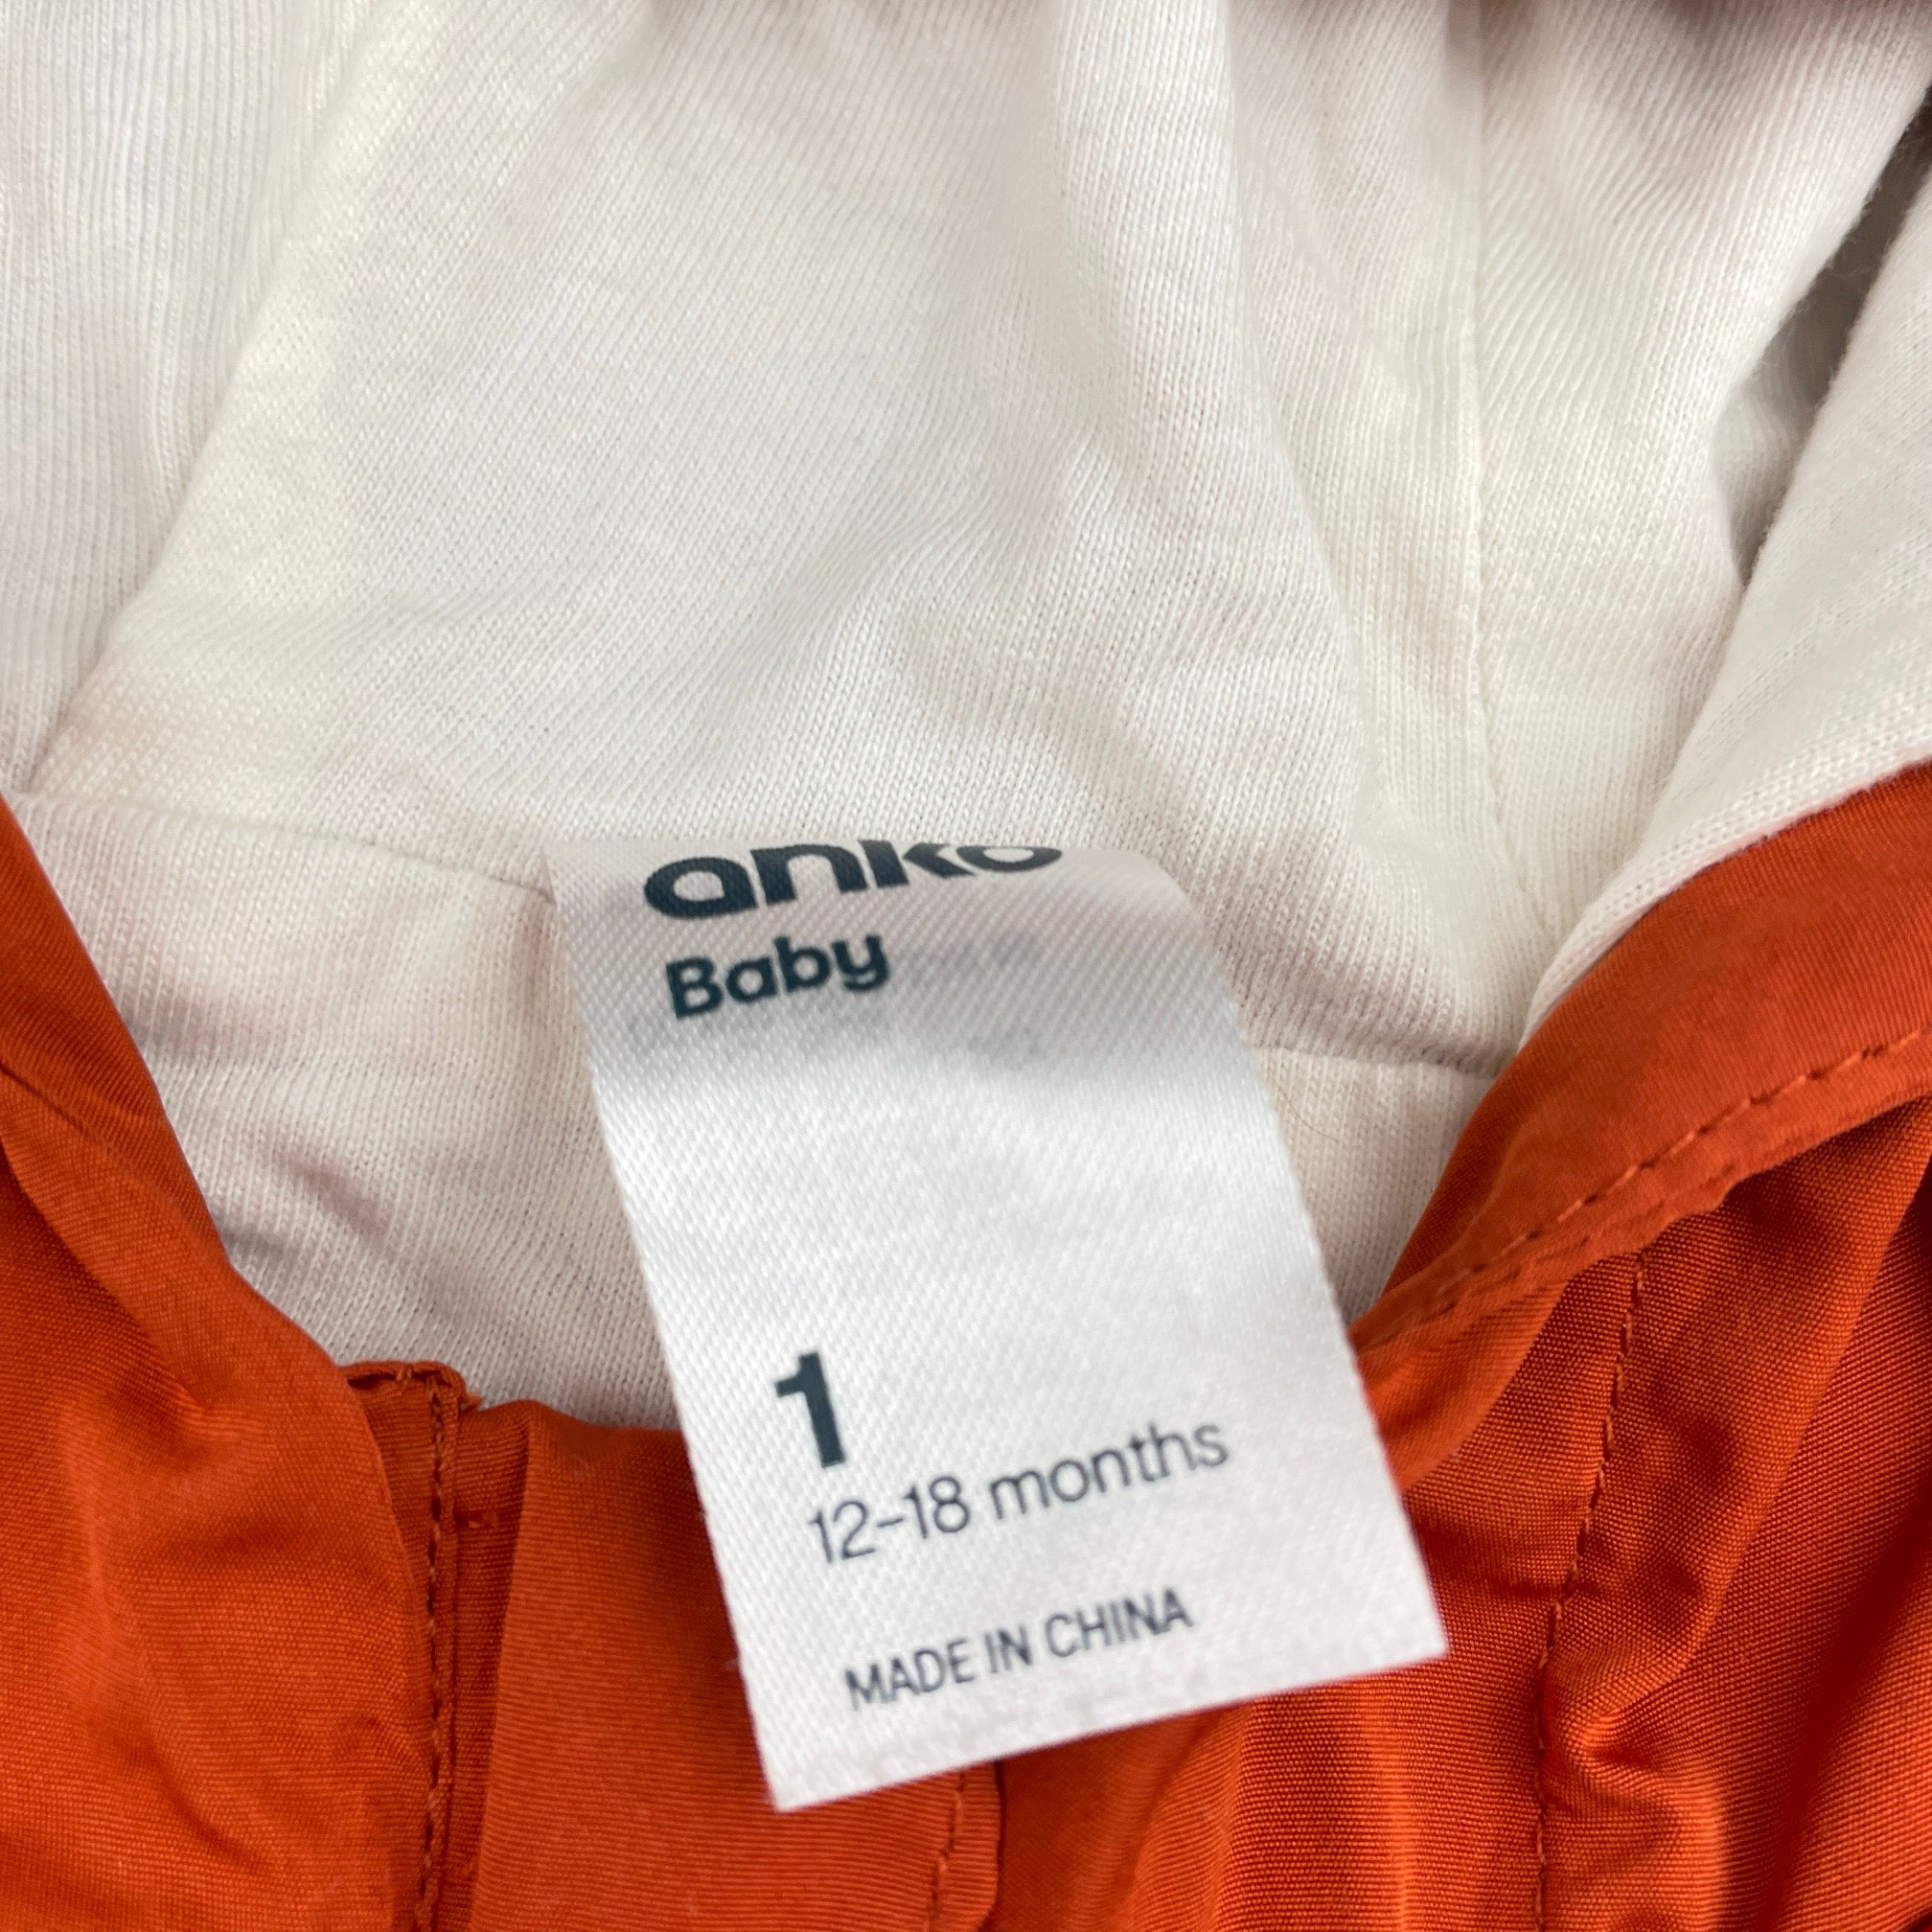 anko
Baby
1
12-18 months
MADE IN CHINA